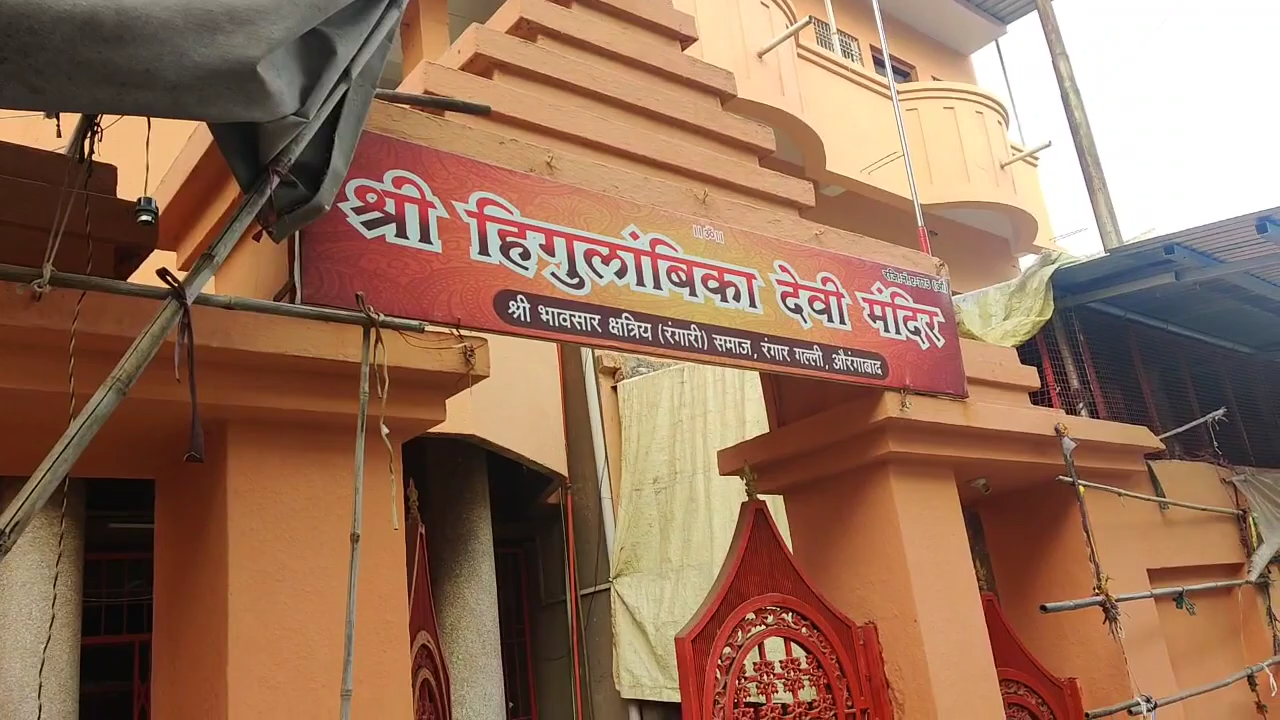 ॥ॐ॥
श्री हिगुलांबिका देवी मंदिर
श्री भावसार क्षत्रिय (रंगारी) समाज, रंगार गल्ली, औरंगाबाद